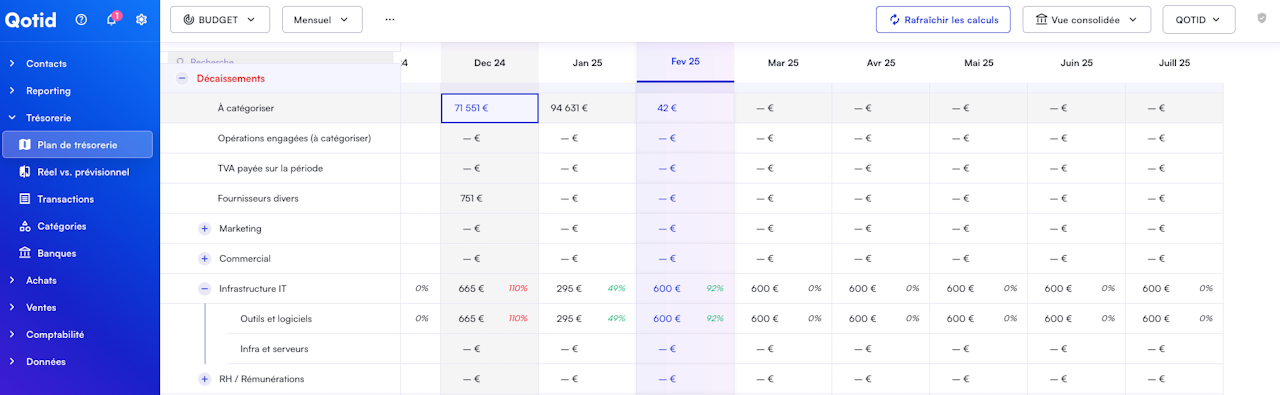 Qotid
1
BUDGET
Mensuel
...
Rafraîchir les calculs
Vue consolidée
QOTID
Contacts
Reporting
Trésorerie
Plan de trésorerie
Réel vs. prévisionnel
Transactions
Catégories
Banques
Achats
Ventes
Comptabilité
Données
Recherche
24 Dec 24 Jan 25 Fev 25 Mar 25 Avr 25 Mai 25 Juin 25 Juill 25
Décaissements
À catégoriser 71 551 € 94 631 € 42 € — € — € — € — € — €
Opérations engagées (à catégoriser) — € — € — € — € — € — € — € — €
TVA payée sur la période — € — € — € — € — € — € — € — €
Fournisseurs divers 751 € — € — € — € — € — € — € — €
Marketing — € — € — € — € — € — € — € — €
Commercial — € — € — € — € — € — € — € — €
Infrastructure IT 0% 665 € 110% 295 € 49% 600 € 92% 600 € 0% 600 € 0% 600 € 0% 600 € 0% 600 € 0%
Outils et logiciels 0% 665 € 110% 295 € 49% 600 € 92% 600 € 0% 600 € 0% 600 € 0% 600 € 0% 600 € 0%
Infra et serveurs — € — € — € — € — € — € — € — €
RH / Rémunérations — € — € — € — € — € — € — € — €